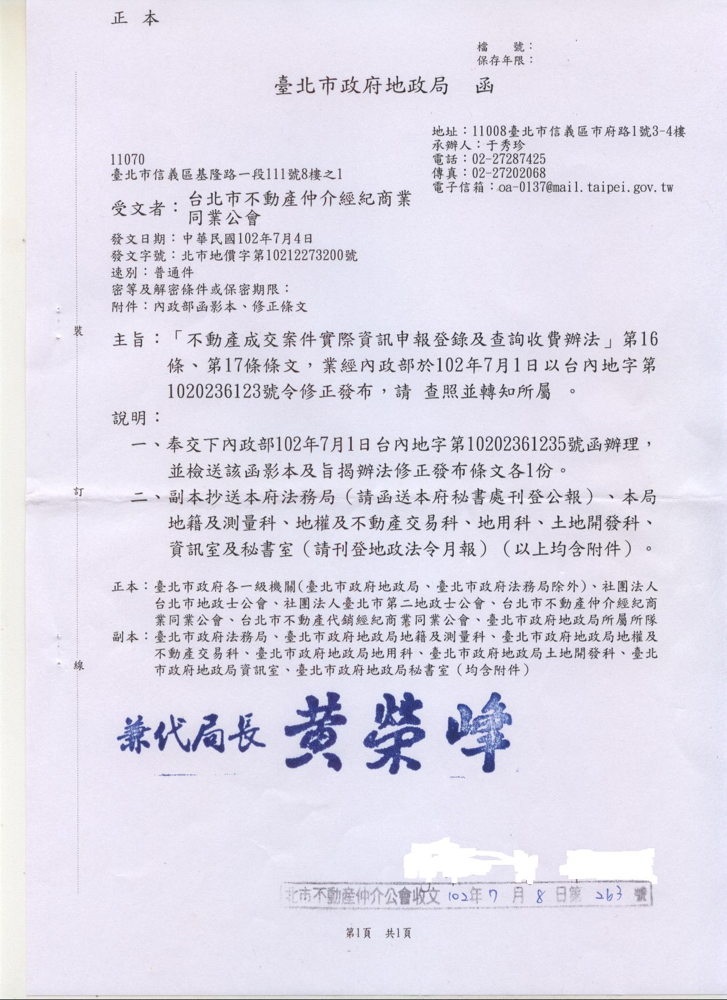 正 本
檔 號：
保存年限：
臺北市政府地政局 函
地址：11008臺北市信義區市府路1號3-4樓
承辦人：于秀珍
電話：02-27287425
傳真：02-27202068
電子信箱：oa-0137@mail.taipei.gov.tw
11070
臺北市信義區基隆路一段111號8樓之1
受文者：台北市不動產仲介經紀商業
同業公會
發文日期：中華民國102年7月4日
發文字號：北市地價字第10212273200號
速別：普通件
密等及解密條件或保密期限：
附件：內政部函影本、修正條文
主旨：「不動產成交案件實際資訊申報登錄及查詢收費辦法」第16
條、第17條條文，業經內政部於102年7月1日以台內地字第
1020236123號令修正發布，請 查照並轉知所屬 。
說明：
一、奉交下內政部102年7月1日台內地字第10202361235號函辦理，
並檢送該函影本及旨揭辦法修正發布條文各1份。
二、副本抄送本府法務局（請函送本府秘書處刊登公報）、本局
地籍及測量科、地權及不動產交易科、地用科、土地開發科、
資訊室及秘書室（請刊登地政法令月報）（以上均含附件）。
正本：臺北市政府各一級機關(臺北市政府地政局、臺北市政府法務局除外)、社團法人
台北市地政士公會、社團法人臺北市第二地政士公會、台北市不動產仲介經紀商
業同業公會、台北市不動產代銷經紀商業同業公會、臺北市政府地政局所屬所隊
副本：臺北市政府法務局、臺北市政府地政局地籍及測量科、臺北市政府地政局地權及
不動產交易科、臺北市政府地政局地用科、臺北市政府地政局土地開發科、臺北
市政府地政局資訊室、臺北市政府地政局秘書室（均含附件）
兼代局長 黃榮峰
北市不動產仲介公會收文 102年 7 月 8 日第 263 號
第1頁 共1頁
裝
訂
線